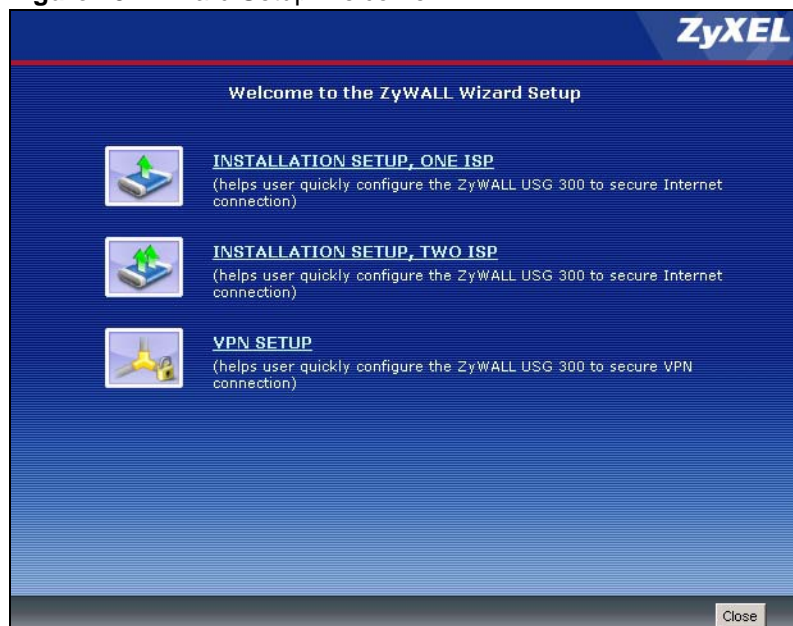 ZyXEL
Welcome to the ZyWALL Wizard Setup
INSTALLATION SETUP, ONE ISP
(helps user quickly configure the ZyWALL USG 300 to secure Internet
connection)
INSTALLATION SETUP, TWO ISP
(helps user quickly configure the ZyWALL USG 300 to secure Internet
connection)
VPN SETUP
(helps user quickly configure the ZyWALL USG 300 to secure VPN
connection)
Close